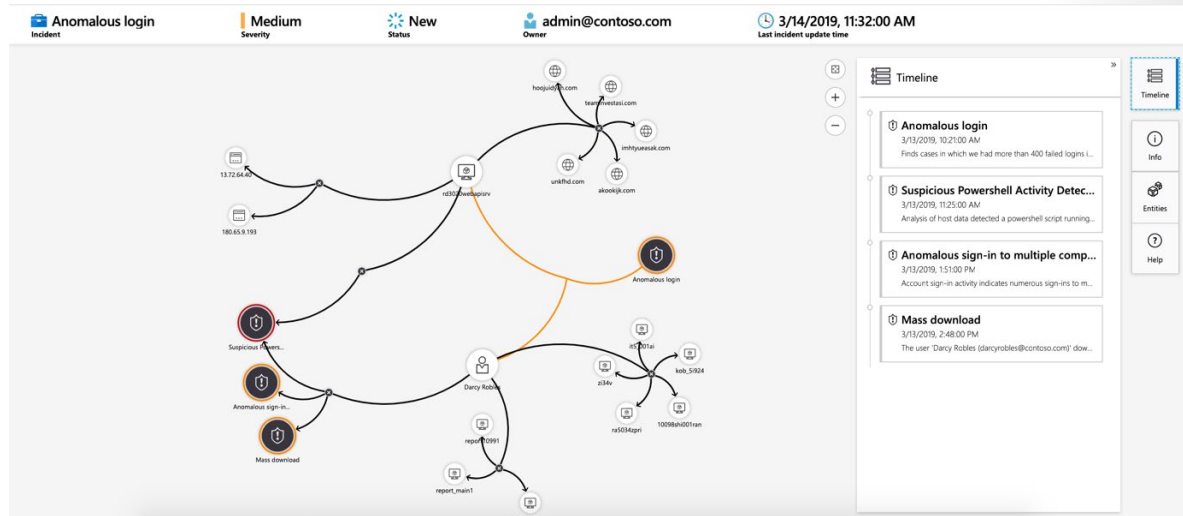 Anomalous login
Incident
Medium
Severity
New
Status
admin@contoso.com
Owner
3/14/2019, 11:32:00 AM
Last incident update time
hoojuidyah.com
teaminvestasi.com
imhtyueasak.com
unkfhd.com
akookijk.com
13.72.64.40
rd3020webapisrv
180.65.9.193
Anomalous login
Suspicious Powers...
Darcy Robles
kob_5i924
zi34v
10098shi001ran
ra5034zpri
Anomalous sign-in...
Mass download
report_main1
Timeline
Anomalous login
3/13/2019, 10:21:00 AM
Finds cases in which we had more than 400 failed logins i...
Suspicious Powershell Activity Detec...
3/13/2019, 11:25:00 AM
Analysis of host data detected a powershell script running...
Anomalous sign-in to multiple comp...
3/13/2019, 1:51:00 PM
Account sign-in activity indicates numerous sign-ins to m...
Mass download
3/13/2019, 2:48:00 PM
The user 'Darcy Robles (darcyrobles@contoso.com)' dow...
Timeline
Info
Entities
Help